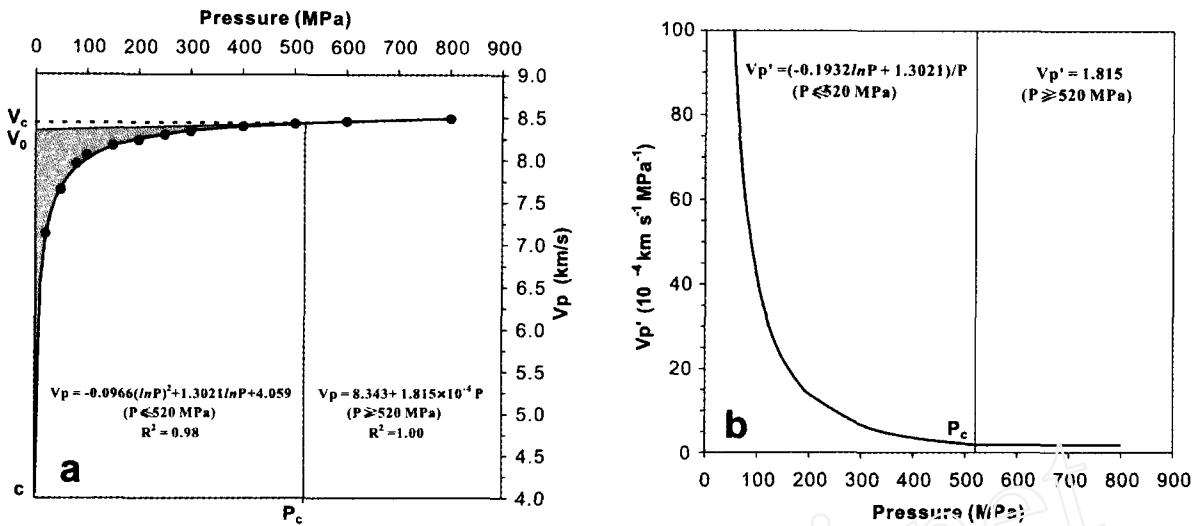 Pressure (MPa)
0 100 200 300 400 500 600 700 800 900
9.0
8.5
8.0
7.5
7.0
6.5
6.0
5.5
5.0
4.5
4.0
Vp (km/s)
V_c
V_0
Vp = -0.0966(lnP)²+1.3021lnP+4.059
(P≤520 MPa)
R² = 0.98
Vp = 8.343+ 1.815×10⁻⁴ P
(P≥520 MPa)
R² = 1.00
a
c
P_c
100
80
60
40
20
0
Vp' (10⁻⁴ km s⁻¹ MPa⁻¹)
Vp' =(-0.1932lnP + 1.3021)/P
(P≤520 MPa)
Vp' = 1.815
(P≥520 MPa)
b
P_c
0 100 200 300 400 500 600 700 800 900
Pressure (MPa)